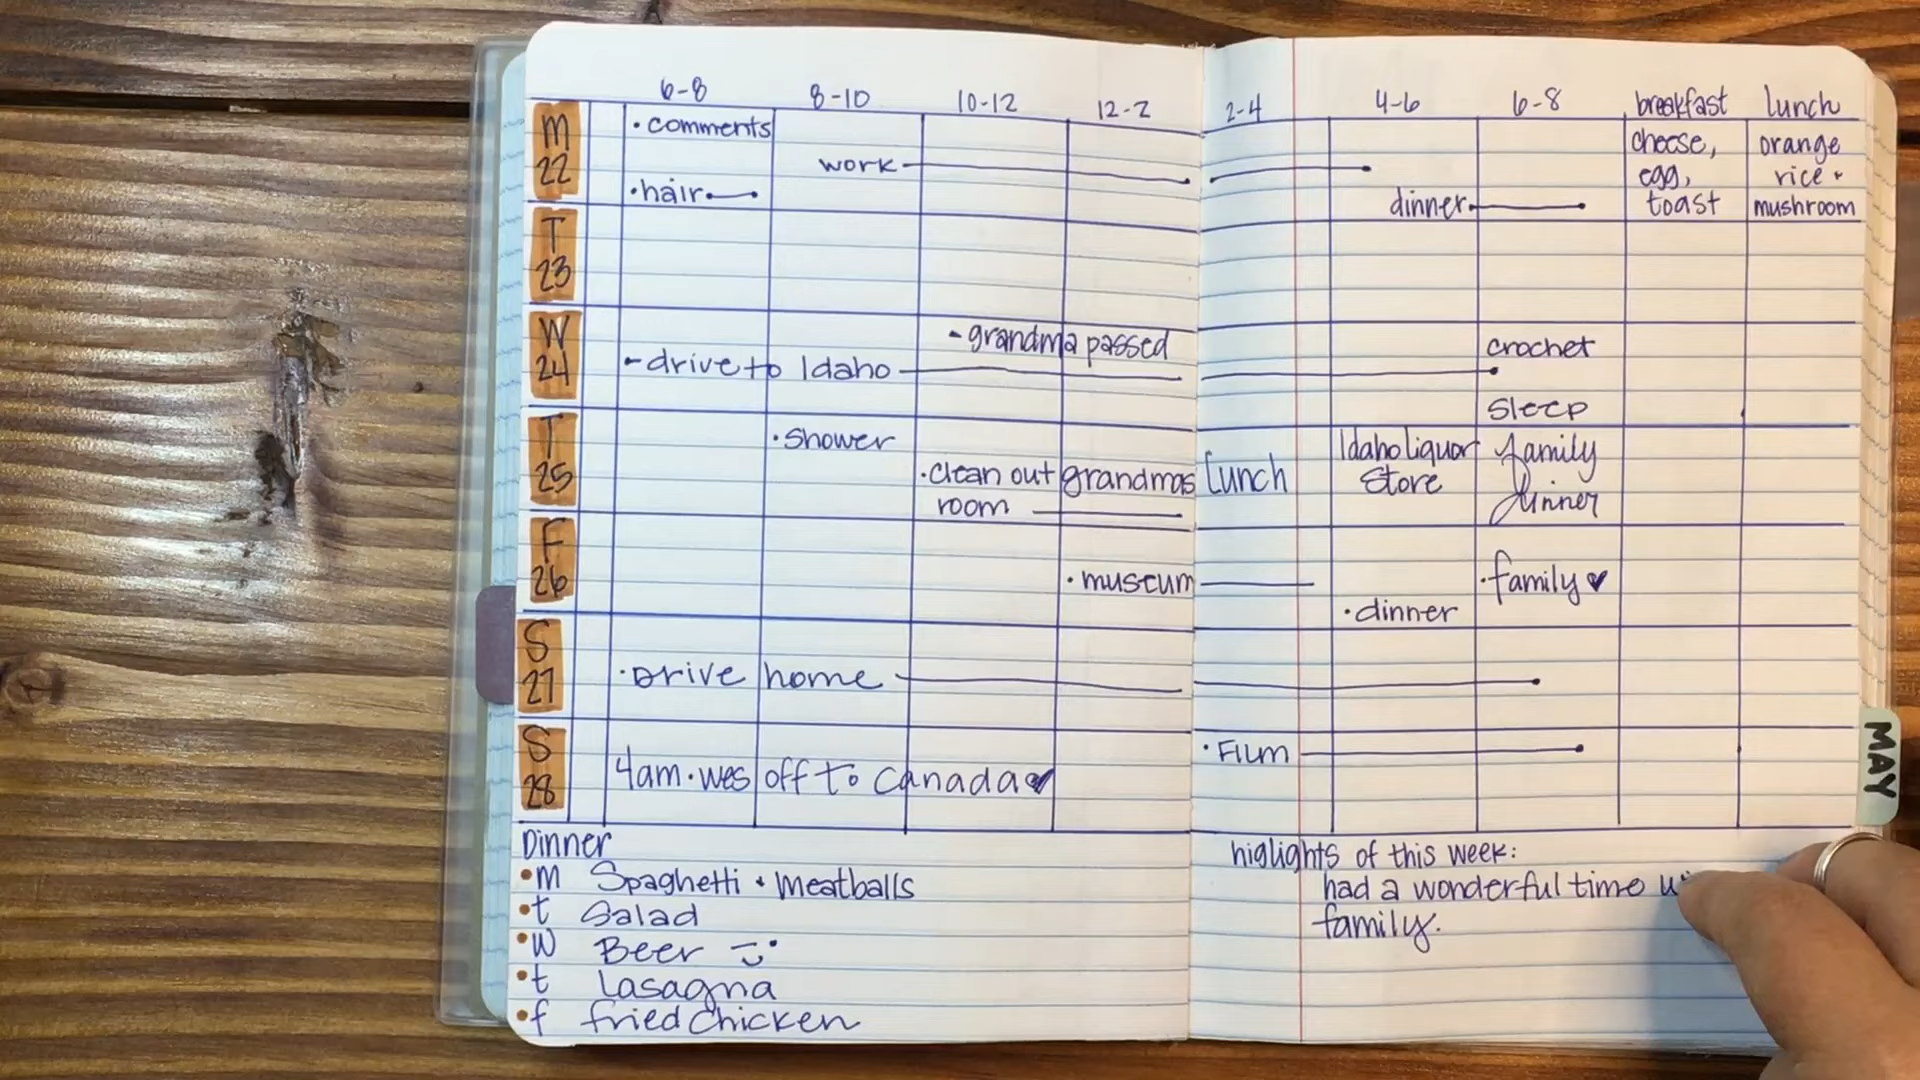 6-8 8-10 10-12 12-2 2-4 4-6 6-8 breakfast lunch
M 22
• comments
work
• hair
dinner
cheese,
egg,
toast
orange
rice +
mushroom
T 23
W 24
- grandma passed
- drive to Idaho
crochet
Sleep
T 25
• Shower
• clean out grandmas
room
Lunch
Idaho liquor
Store
family
dinner
F 26
• museum
• dinner
• family ♥
S 27
• Drive home
S 28
4am • wes off to Canada ♥
• FILM
MAY
Dinner
• m Spaghetti + Meatballs
• t Salad
• W Beer
• t Lasagna
• f fried Chicken
higlights of this week:
had a wonderful time
family.